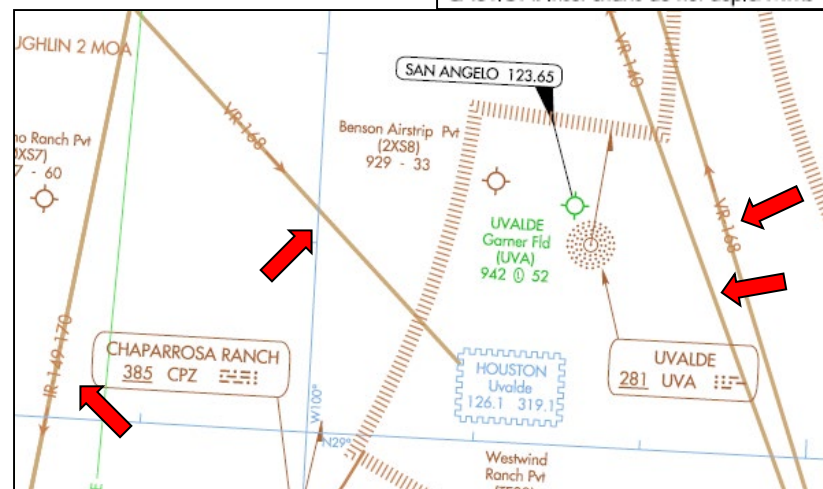 UGHLIN 2 MOA
VR-168
SAN ANGELO 123.65
VR-140
Benson Airstrip Pvt
(2XS8)
929 - 33
Ranch Pvt
XS7)
- 60
UVALDE
Garner Fld
(UVA)
942 Ⓛ 52
VR-168
IR-149-170
CHAPARROSA RANCH
385 CPZ
W100°
HOUSTON
Uvalde
126.1 319.1
UVALDE
281 UVA
N29°
Westwind
Ranch Pvt